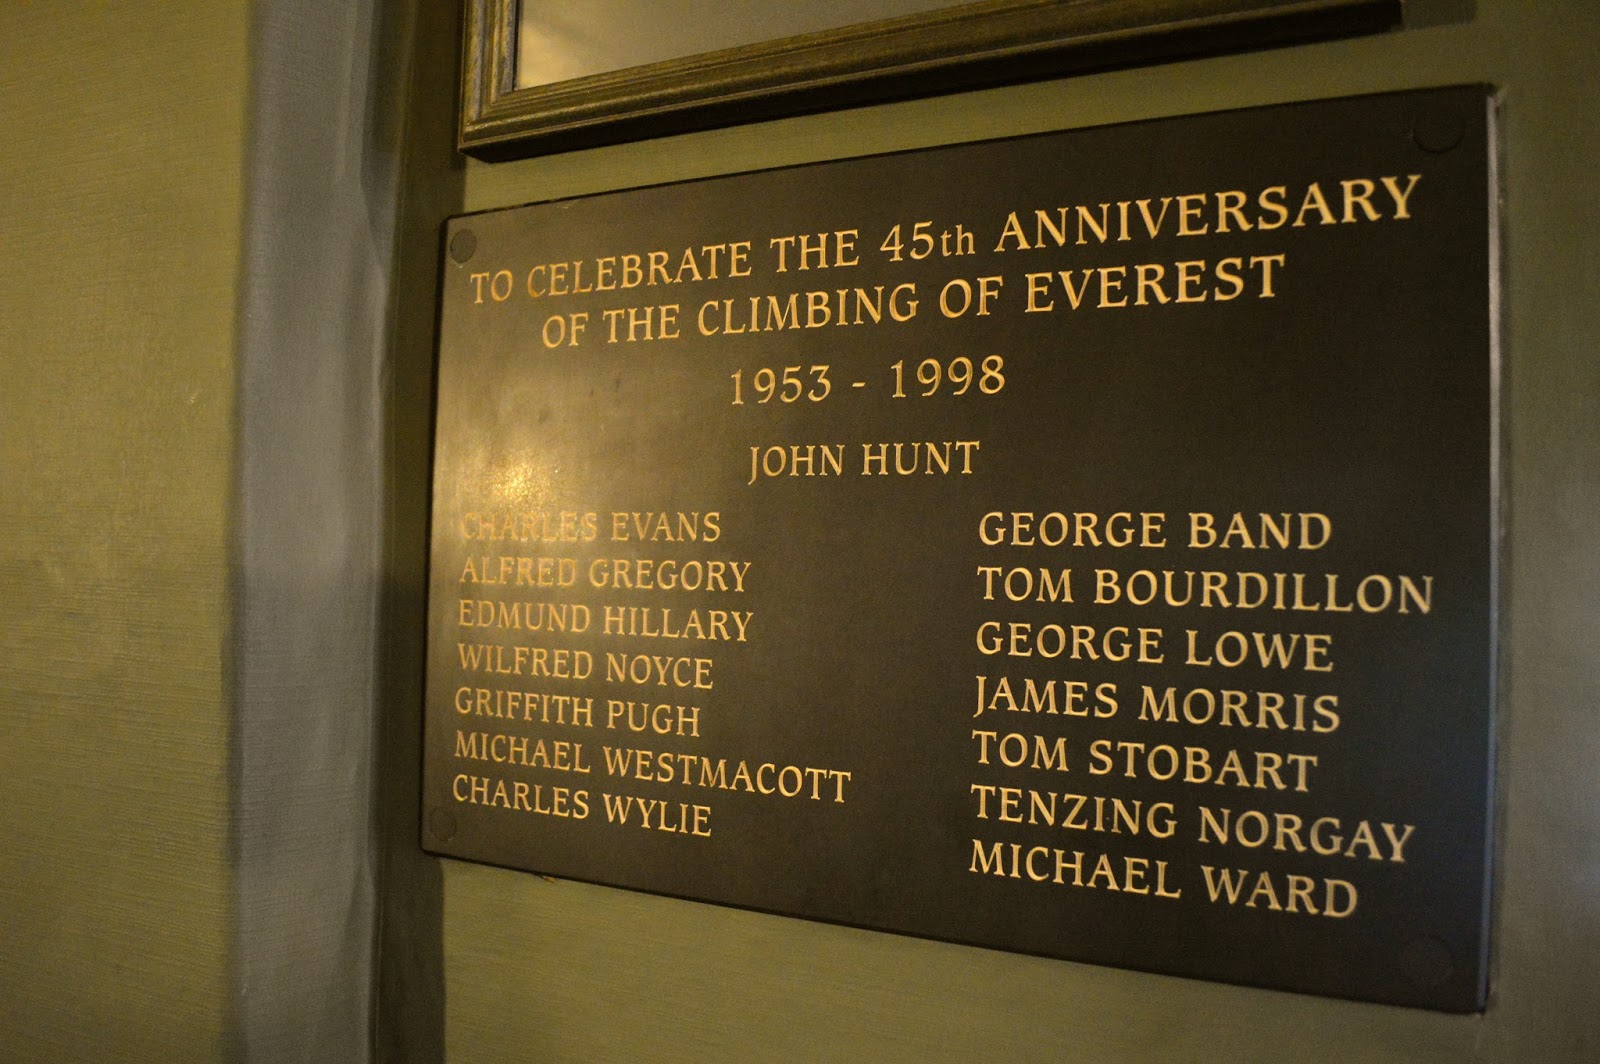 TO CELEBRATE THE 45th ANNIVERSARY
OF THE CLIMBING OF EVEREST
1953 - 1998
JOHN HUNT
CHARLES EVANS
ALFRED GREGORY
EDMUND HILLARY
WILFRED NOYCE
GRIFFITH PUGH
MICHAEL WESTMACOTT
CHARLES WYLIE
GEORGE BAND
TOM BOURDILLON
GEORGE LOWE
JAMES MORRIS
TOM STOBART
TENZING NORGAY
MICHAEL WARD